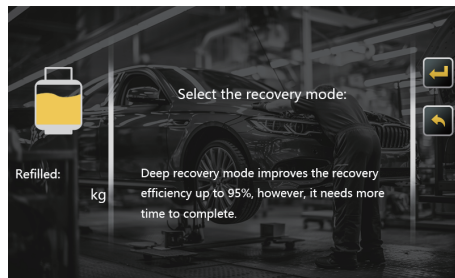 Select the recovery mode:
Refilled:
kg
Deep recovery mode improves the recovery
efficiency up to 95%, however, it needs more
time to complete.